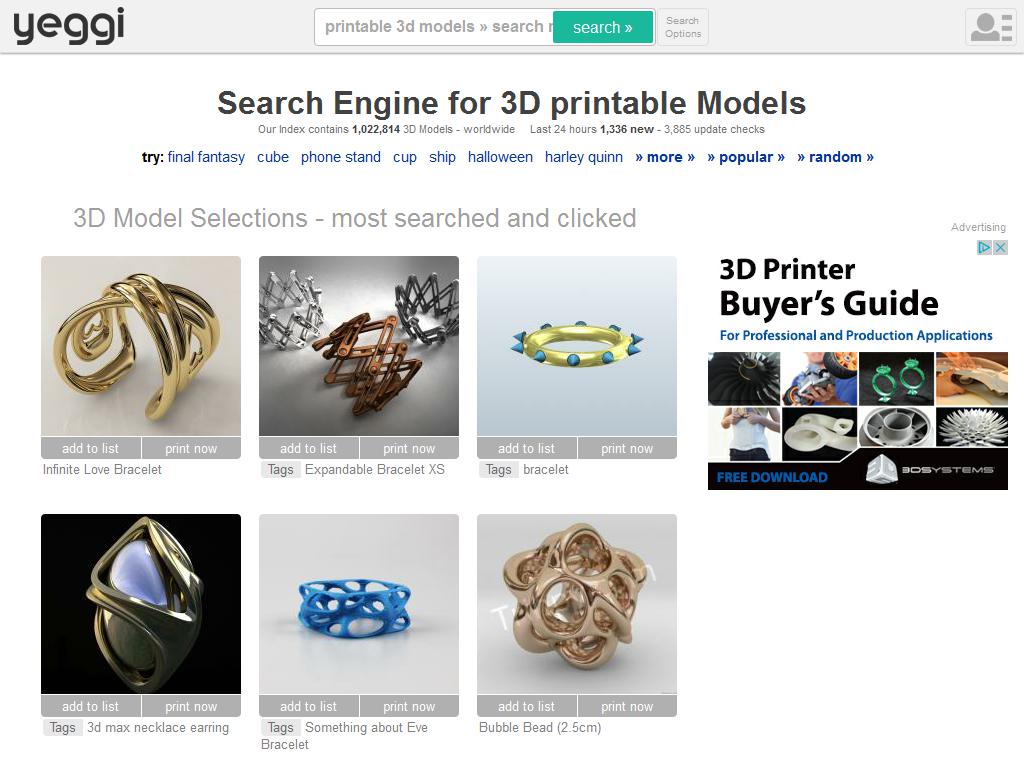 yeggi
printable 3d models » search
search »
Search
Options
Search Engine for 3D printable Models
Our Index contains 1,022,814 3D Models - worldwide Last 24 hours 1,336 new - 3,885 update checks
try: final fantasy cube phone stand cup ship halloween harley quinn » more » » popular » » random »
3D Model Selections - most searched and clicked
Advertising
3D Printer
Buyer's Guide
For Professional and Production Applications
FREE DOWNLOAD
3DSYSTEMS
add to list print now
Infinite Love Bracelet
add to list print now
Tags Expandable Bracelet XS
add to list print now
Tags bracelet
add to list print now
Tags 3d max necklace earring
add to list print now
Tags Something about Eve
Bracelet
add to list print now
Bubble Bead (2.5cm)